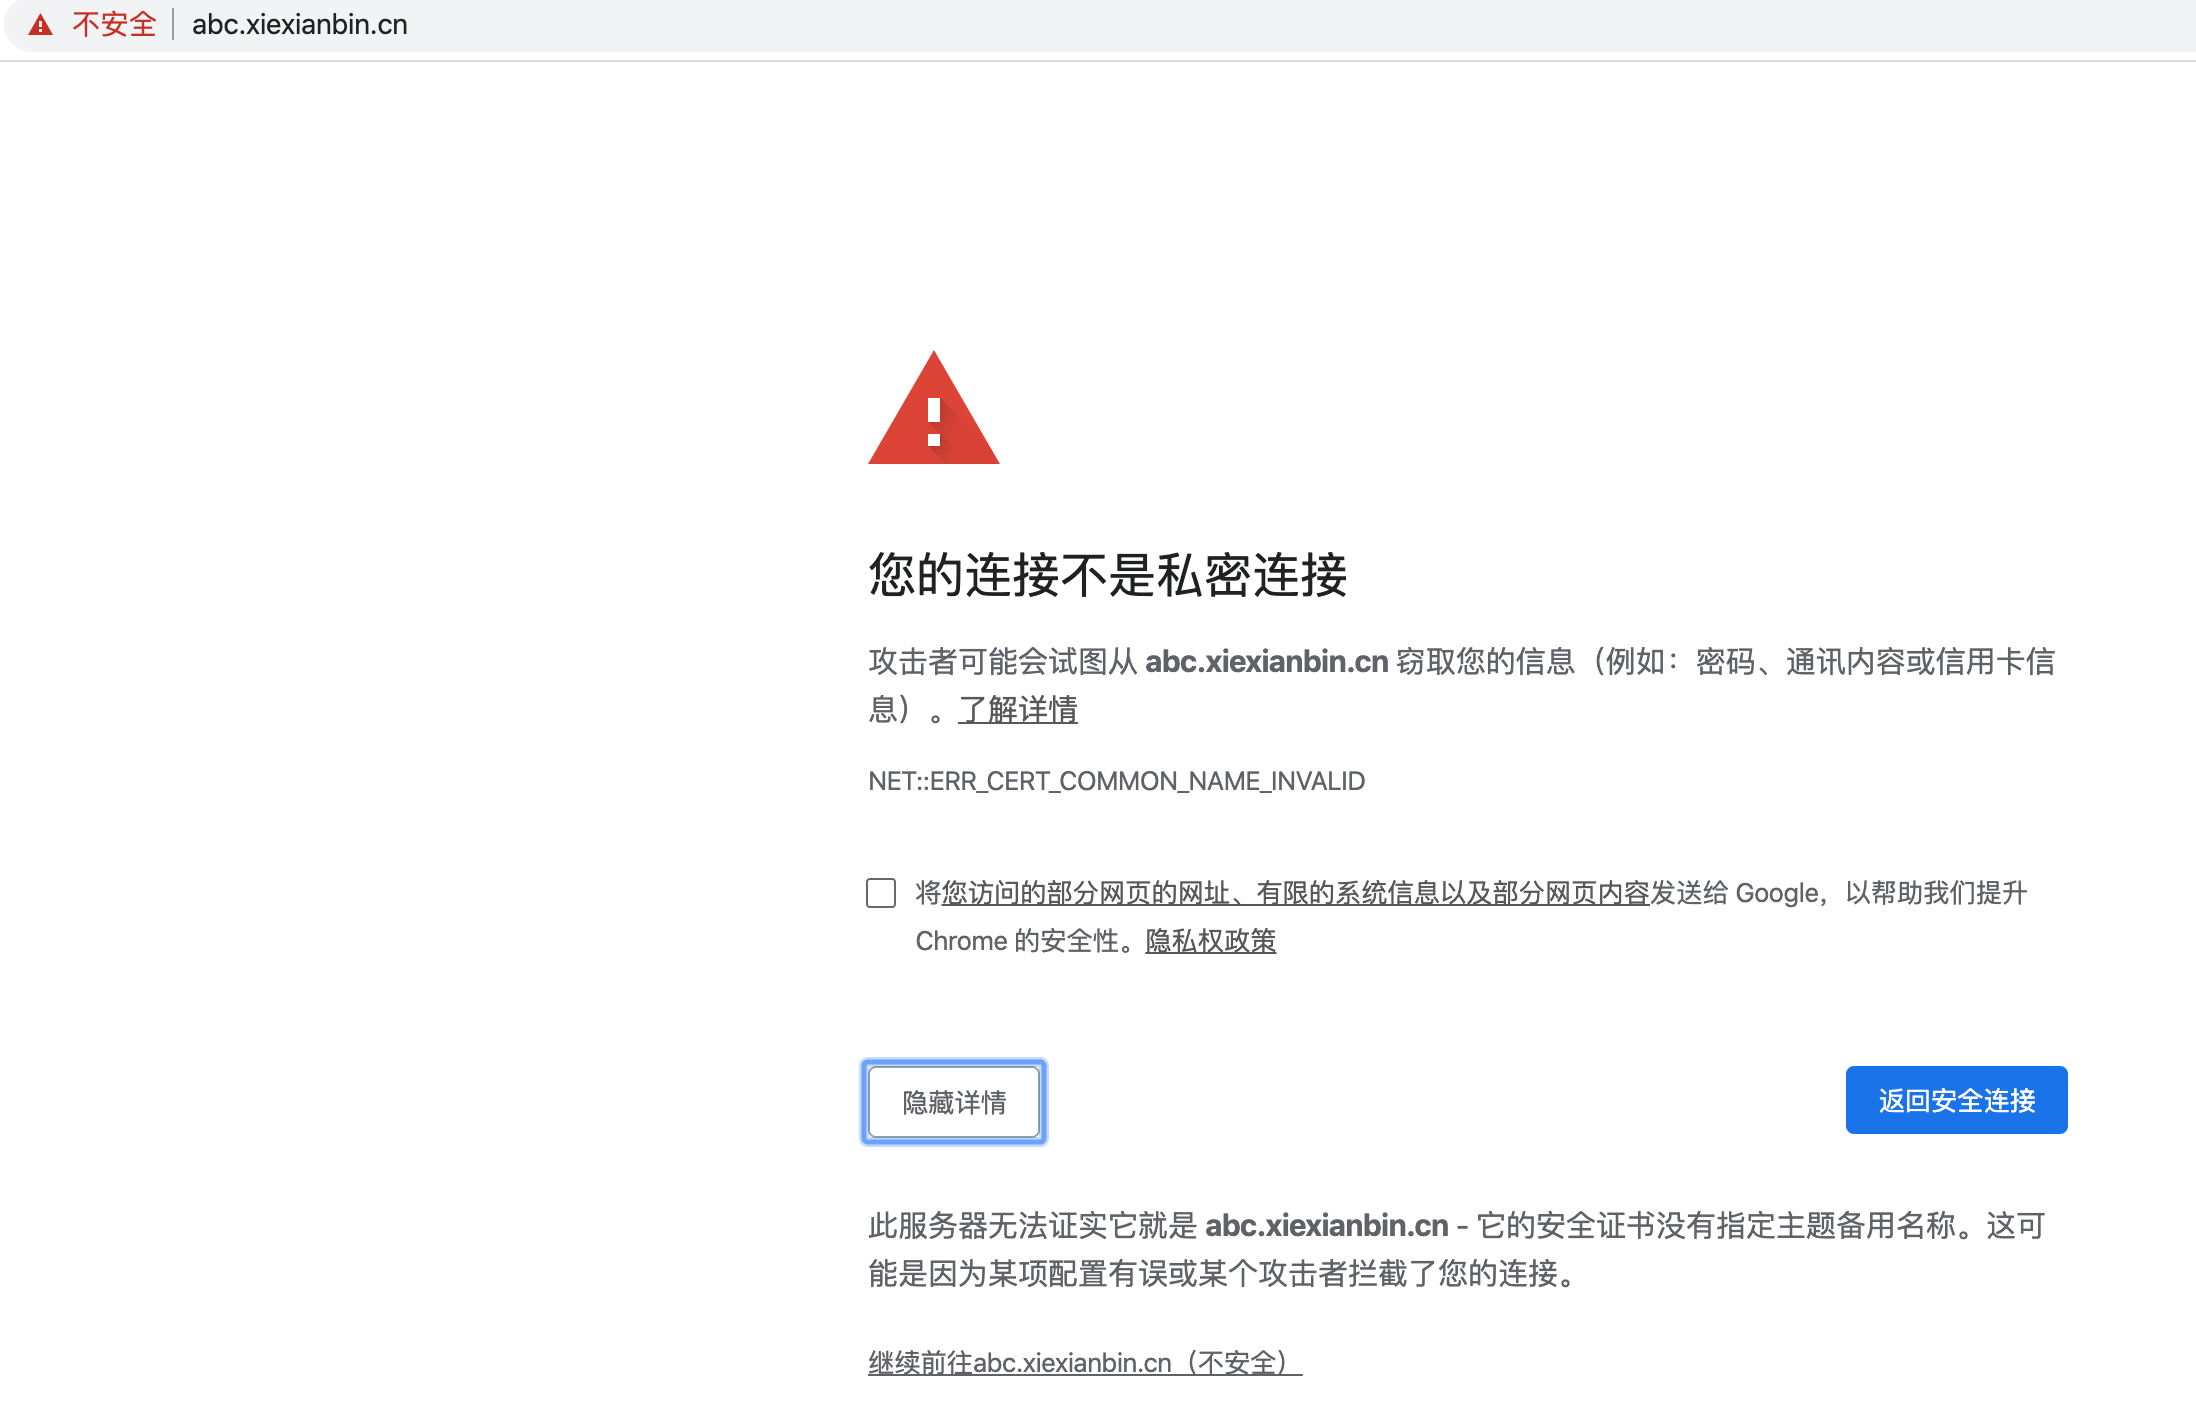 不安全 abc.xiexianbin.cn
您的连接不是私密连接
攻击者可能会试图从 abc.xiexianbin.cn 窃取您的信息（例如：密码、通讯内容或信用卡信
息）。了解详情
NET::ERR_CERT_COMMON_NAME_INVALID
将您访问的部分网页的网址、有限的系统信息以及部分网页内容发送给 Google，以帮助我们提升
Chrome 的安全性。隐私权政策
隐藏详情
返回安全连接
此服务器无法证实它就是 abc.xiexianbin.cn - 它的安全证书没有指定主题备用名称。这可
能是因为某项配置有误或某个攻击者拦截了您的连接。
继续前往abc.xiexianbin.cn（不安全）